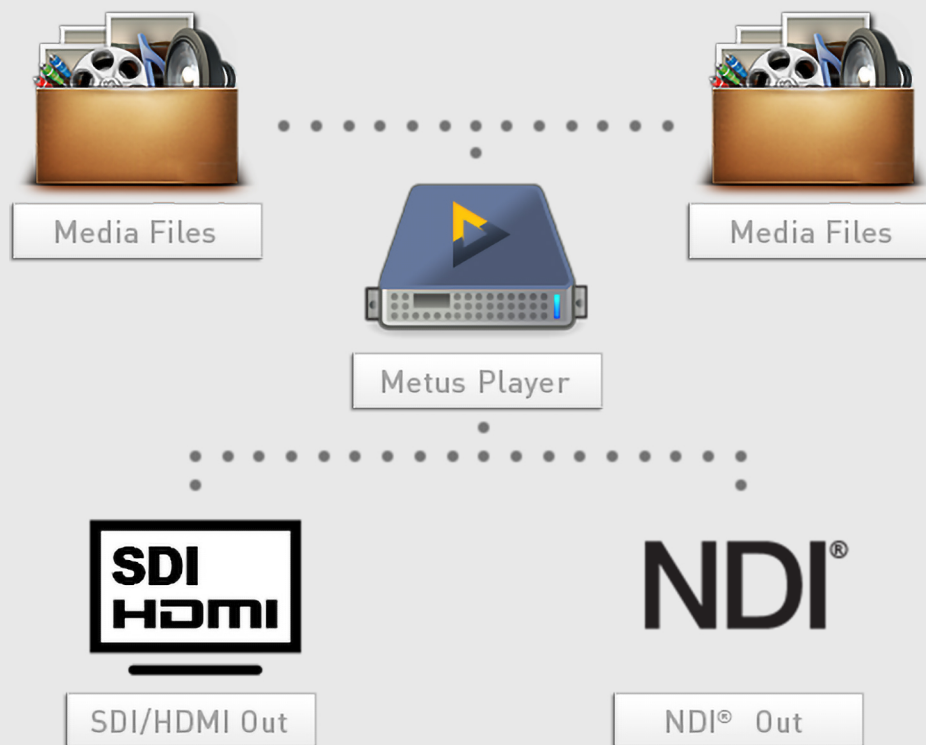 Media Files
Media Files
Metus Player
SDI
HDMI
NDI®
SDI/HDMI Out
NDI® Out